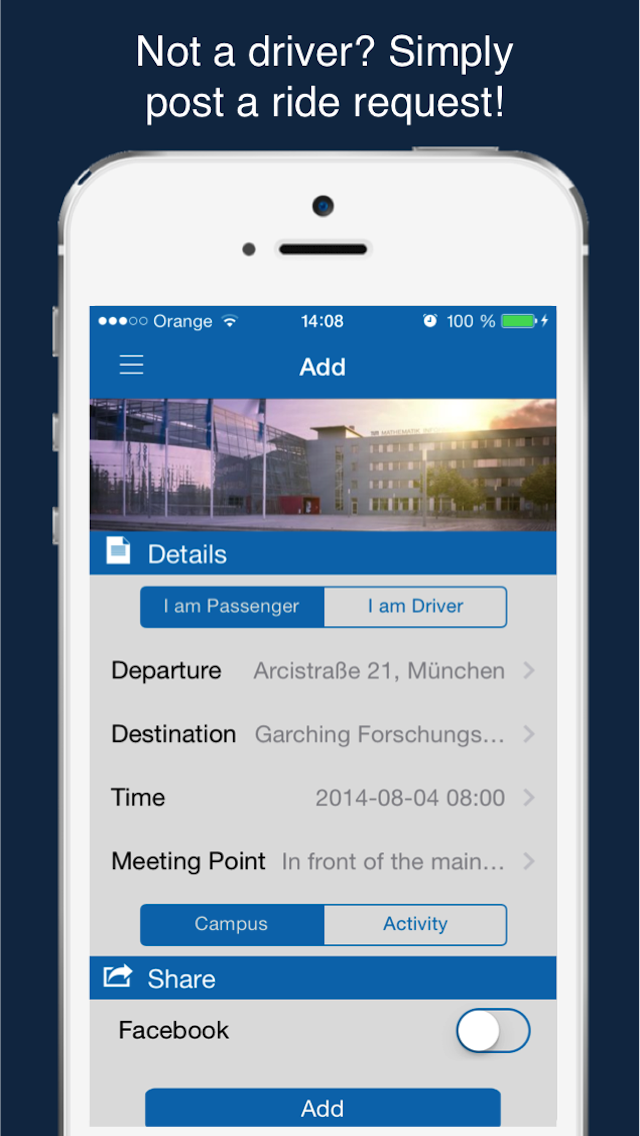 Not a driver? Simply
post a ride request!
Orange 14:08 100 %
Add
MATHEMATIK
Details
I am Passenger I am Driver
Departure Arcistraße 21, München
Destination Garching Forschungs...
Time 2014-08-04 08:00
Meeting Point In front of the main...
Campus Activity
Share
Facebook
Add